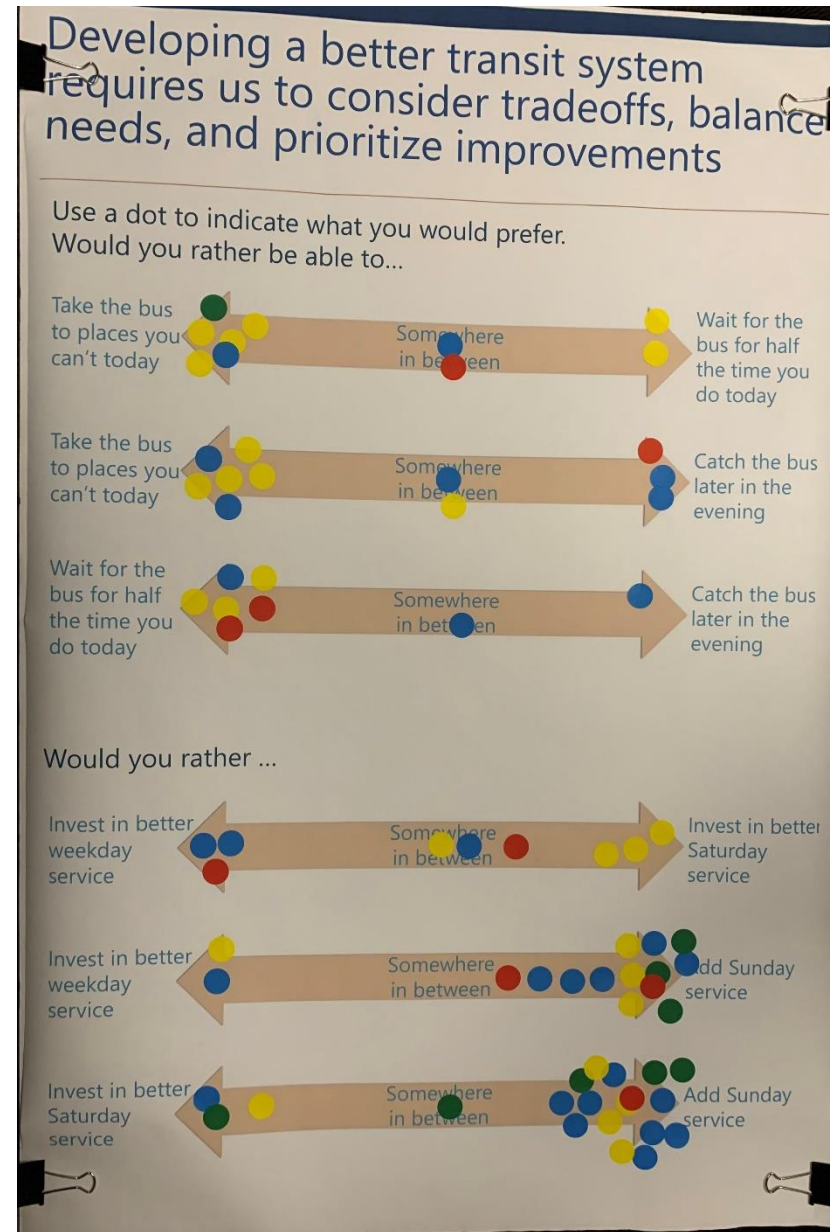 Developing a better transit system
requires us to consider tradeoffs, balance
needs, and prioritize improvements
Use a dot to indicate what you would prefer.
Would you rather be able to...
Take the bus
to places you
can't today
Somewhere
in between
Wait for the
bus for half
the time you
do today
Take the bus
to places you
can't today
Somewhere
in between
Catch the bus
later in the
evening
Wait for the
bus for half
the time you
do today
Somewhere
in between
Catch the bus
later in the
evening
Would you rather ...
Invest in better
weekday
service
Somewhere
in between
Invest in better
Saturday
service
Invest in better
weekday
service
Somewhere
in between
Add Sunday
service
Invest in better
Saturday
service
Somewhere
in between
Add Sunday
service